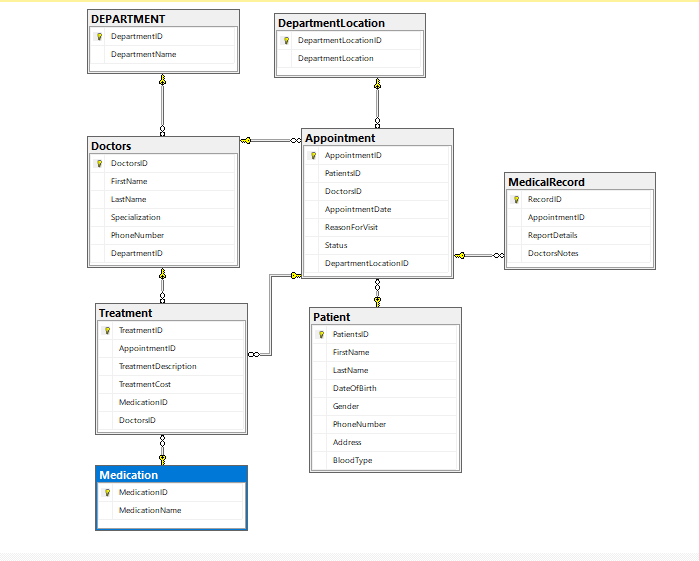 DEPARTMENT
DepartmentID
DepartmentName
DepartmentLocation
DepartmentLocationID
DepartmentLocation
Doctors
DoctorsID
FirstName
LastName
Specialization
PhoneNumber
DepartmentID
Appointment
AppointmentID
PatientsID
DoctorsID
AppointmentDate
ReasonForVisit
Status
DepartmentLocationID
MedicalRecord
RecordID
AppointmentID
ReportDetails
DoctorsNotes
Treatment
TreatmentID
AppointmentID
TreatmentDescription
TreatmentCost
MedicationID
DoctorsID
Patient
PatientsID
FirstName
LastName
DateOfBirth
Gender
PhoneNumber
Address
BloodType
Medication
MedicationID
MedicationName